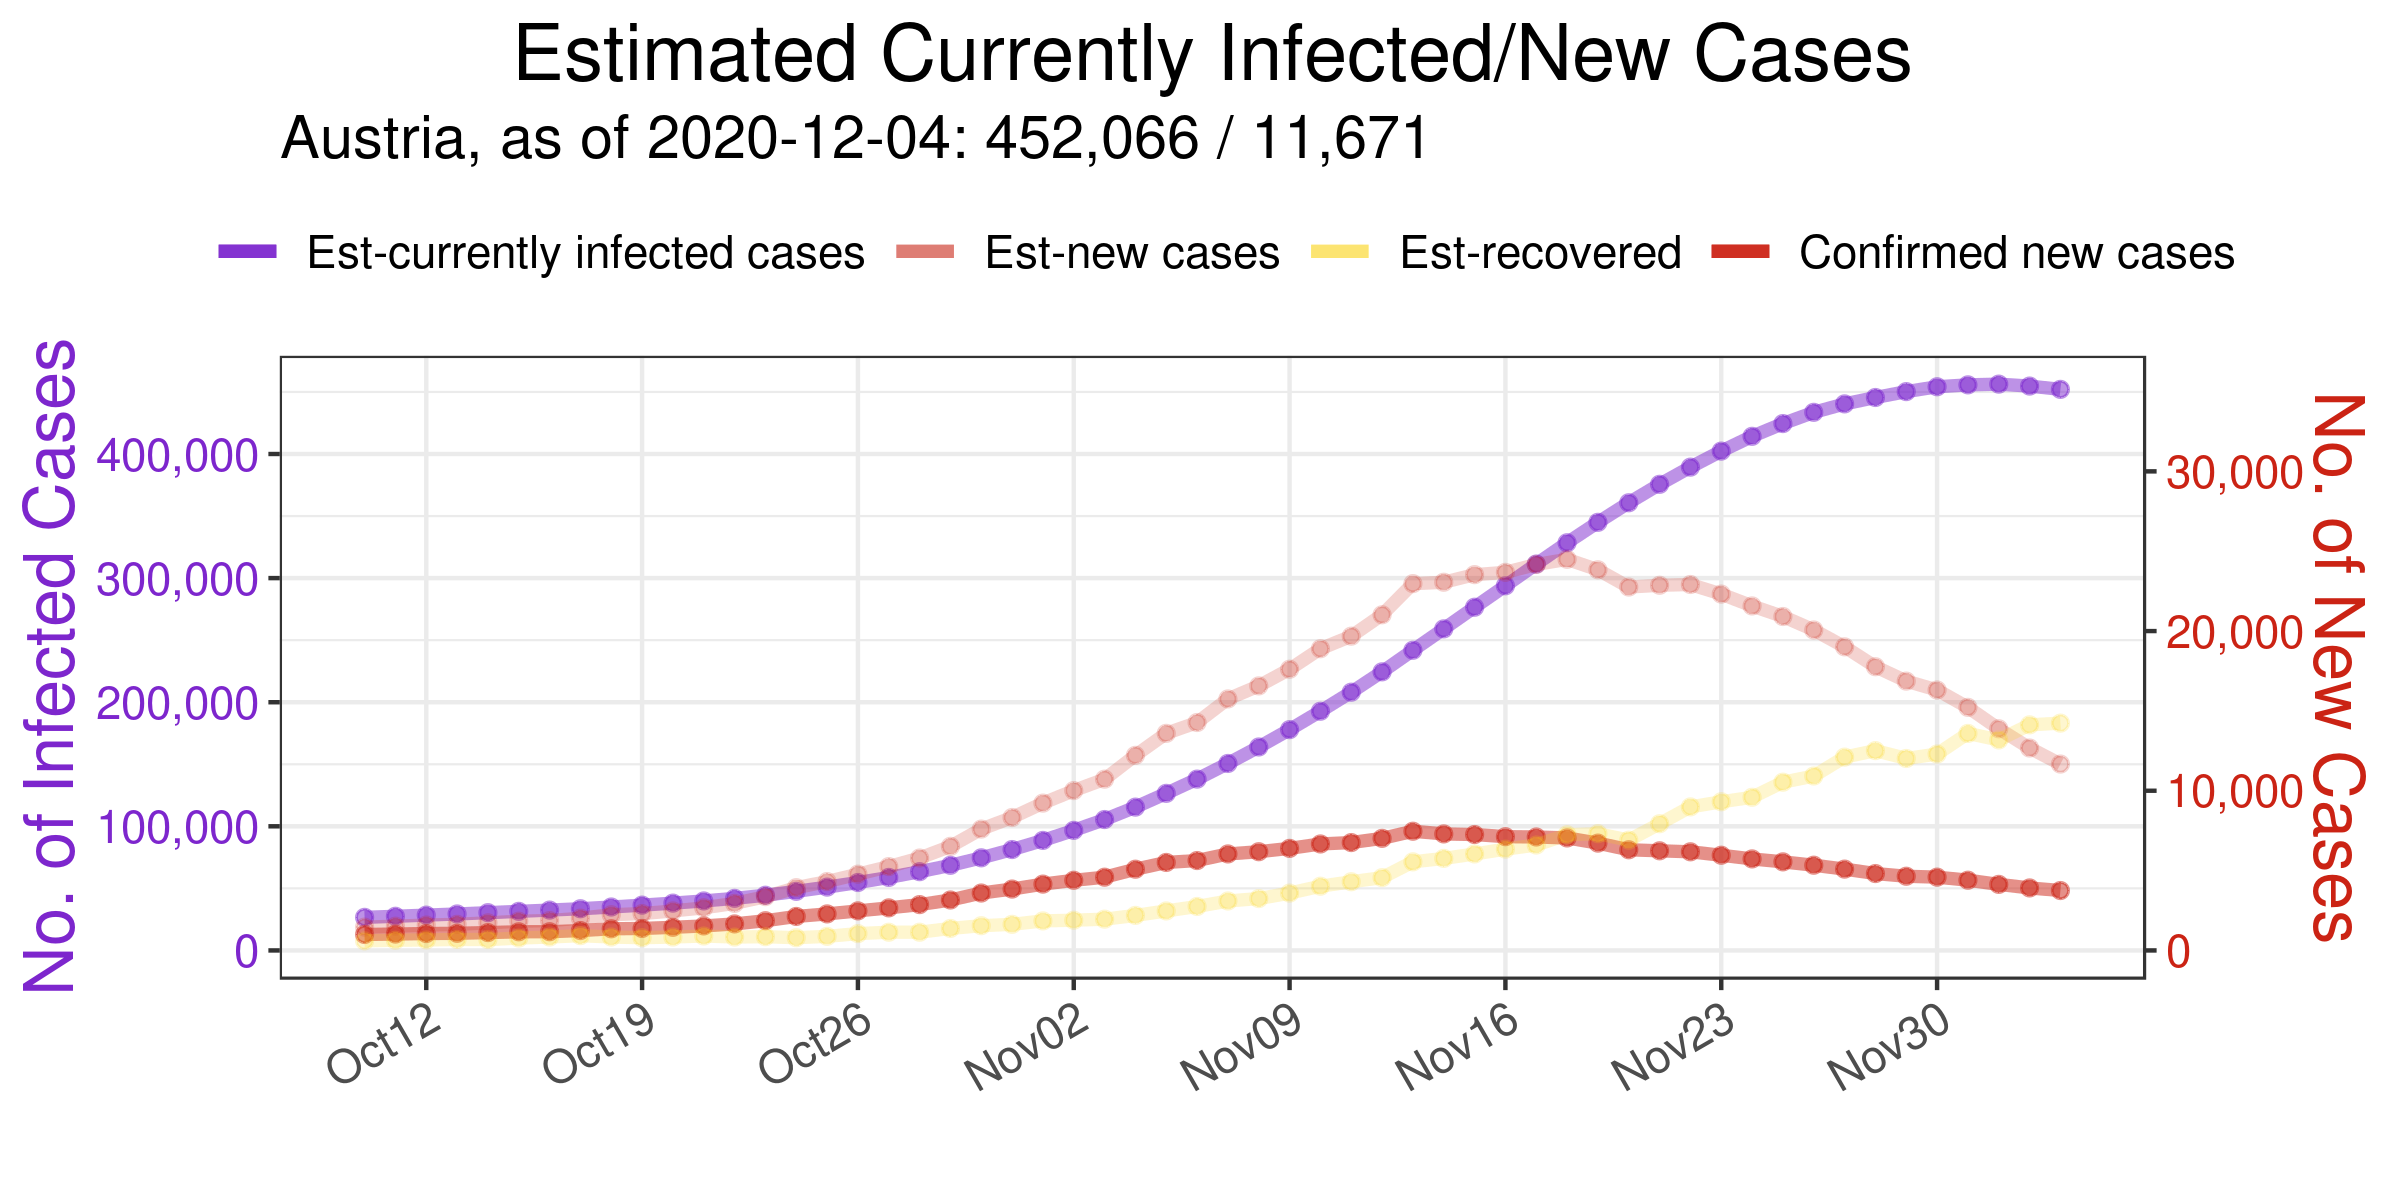 Estimated Currently Infected/New Cases
Austria, as of 2020-12-04: 452,066 / 11,671
Est-currently infected cases
Est-new cases
Est-recovered
Confirmed new cases
No. of Infected Cases
400,000
300,000
200,000
100,000
0
30,000
20,000
10,000
0
No. of New Cases
Oct12
Oct19
Oct26
Nov02
Nov09
Nov16
Nov23
Nov30